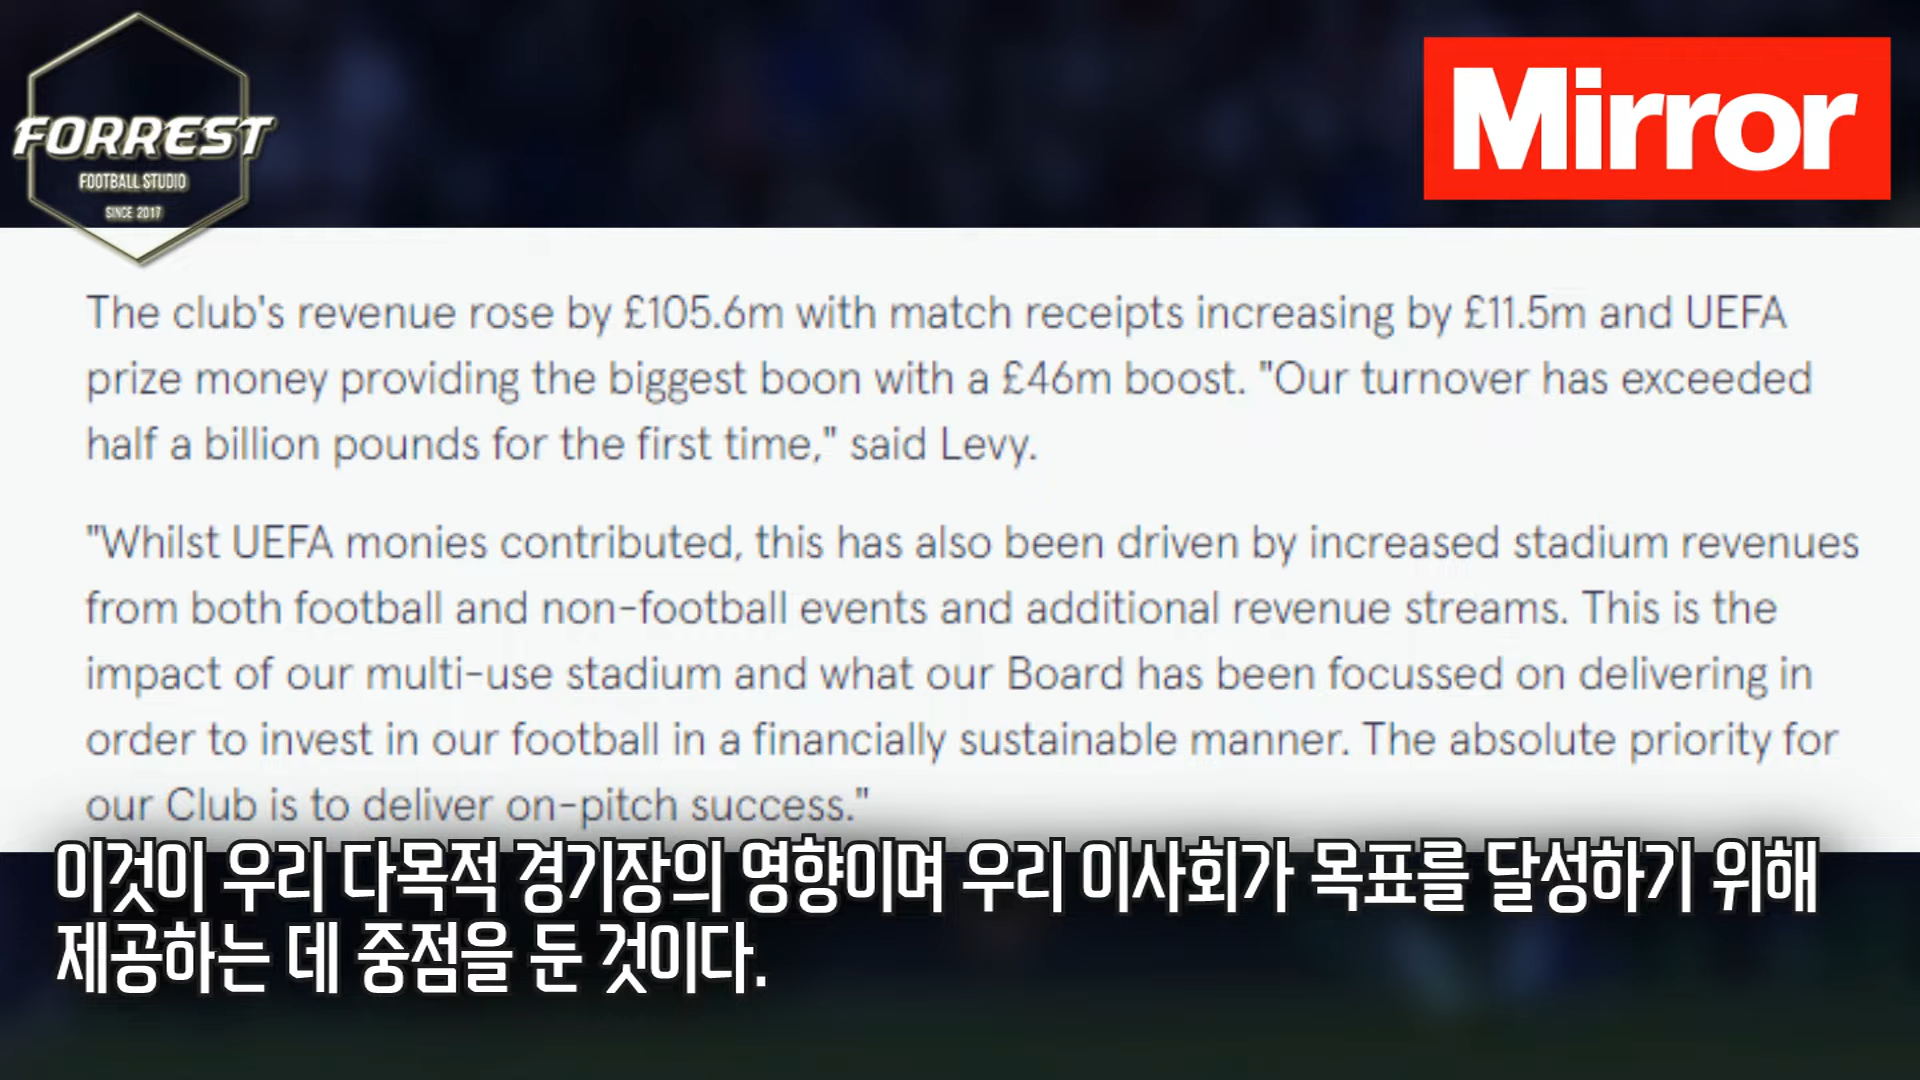 FORREST
FOOTBALL STUDIO
SINCE 2017
Mirror
The club's revenue rose by £105.6m with match receipts increasing by £11.5m and UEFA
prize money providing the biggest boon with a £46m boost. "Our turnover has exceeded
half a billion pounds for the first time," said Levy.
"Whilst UEFA monies contributed, this has also been driven by increased stadium revenues
from both football and non-football events and additional revenue streams. This is the
impact of our multi-use stadium and what our Board has been focussed on delivering in
order to invest in our football in a financially sustainable manner. The absolute priority for
our Club is to deliver on-pitch success."
이것이 우리 다목적 경기장의 영향이며 우리 이사회가 목표를 달성하기 위해
제공하는 데 중점을 둔 것이다.